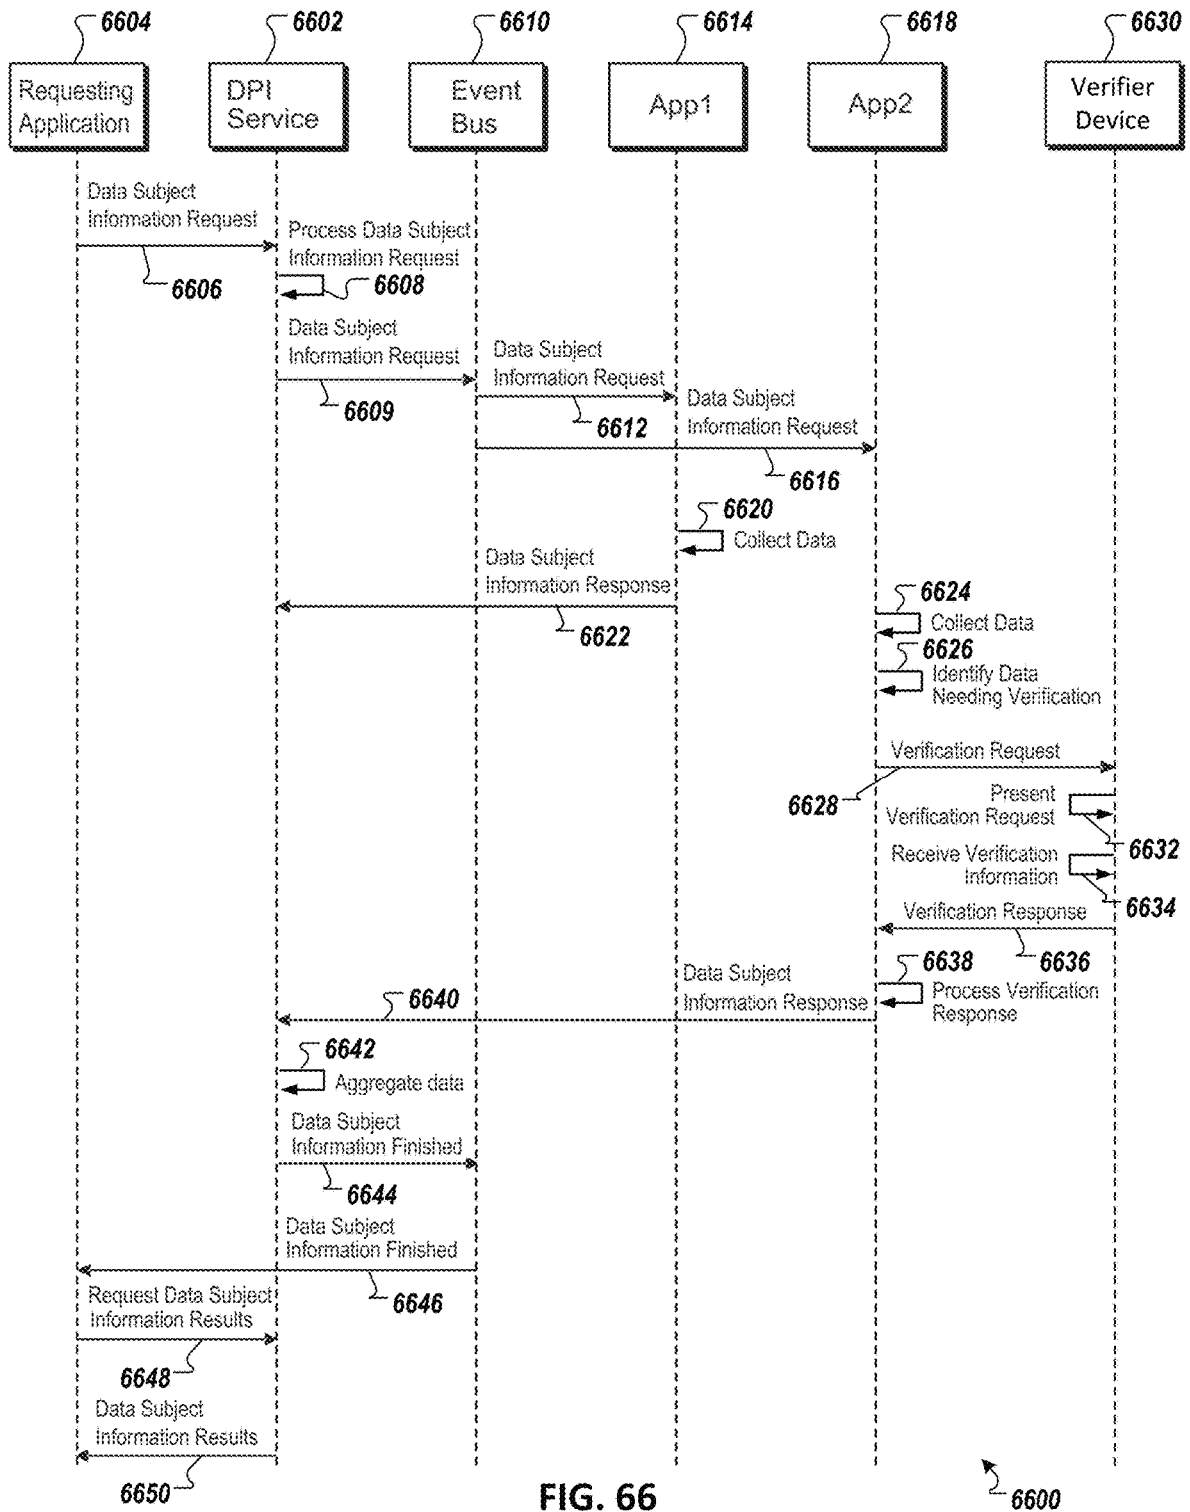 6604
6602
6610
6614
6618
6630
Requesting
Application
DPI
Service
Event
Bus
App1
App2
Verifier
Device
Data Subject
Information Request
6606
Process Data Subject
Information Request
6608
Data Subject
Information Request
6609
Data Subject
Information Request
6612
Data Subject
Information Request
6616
6620
Collect Data
Data Subject
Information Response
6622
6624
Collect Data
6626
Identify Data
Needing Verification
Verification Request
6628
Present
Verification Request
6632
Receive Verification
Information
6634
Verification Response
6636
6638
Process Verification
Response
Data Subject
Information Response
6640
6642
Aggregate data
Data Subject
Information Finished
6644
Data Subject
Information Finished
6646
Request Data Subject
Information Results
6648
Data Subject
Information Results
6650
FIG. 66
6600